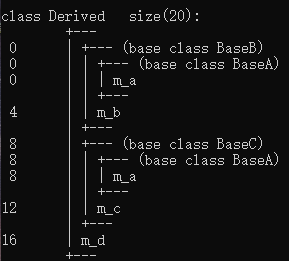 class Derived	size(20):
	+---
 0	| +--- (base class BaseB)
 0	| | +--- (base class BaseA)
 0	| | | m_a
	| | +---
 4	| | m_b
	| +---
 8	| +--- (base class BaseC)
 8	| | +--- (base class BaseA)
 8	| | | m_a
	| | +---
12	| | m_c
	| +---
16	| m_d
	+---